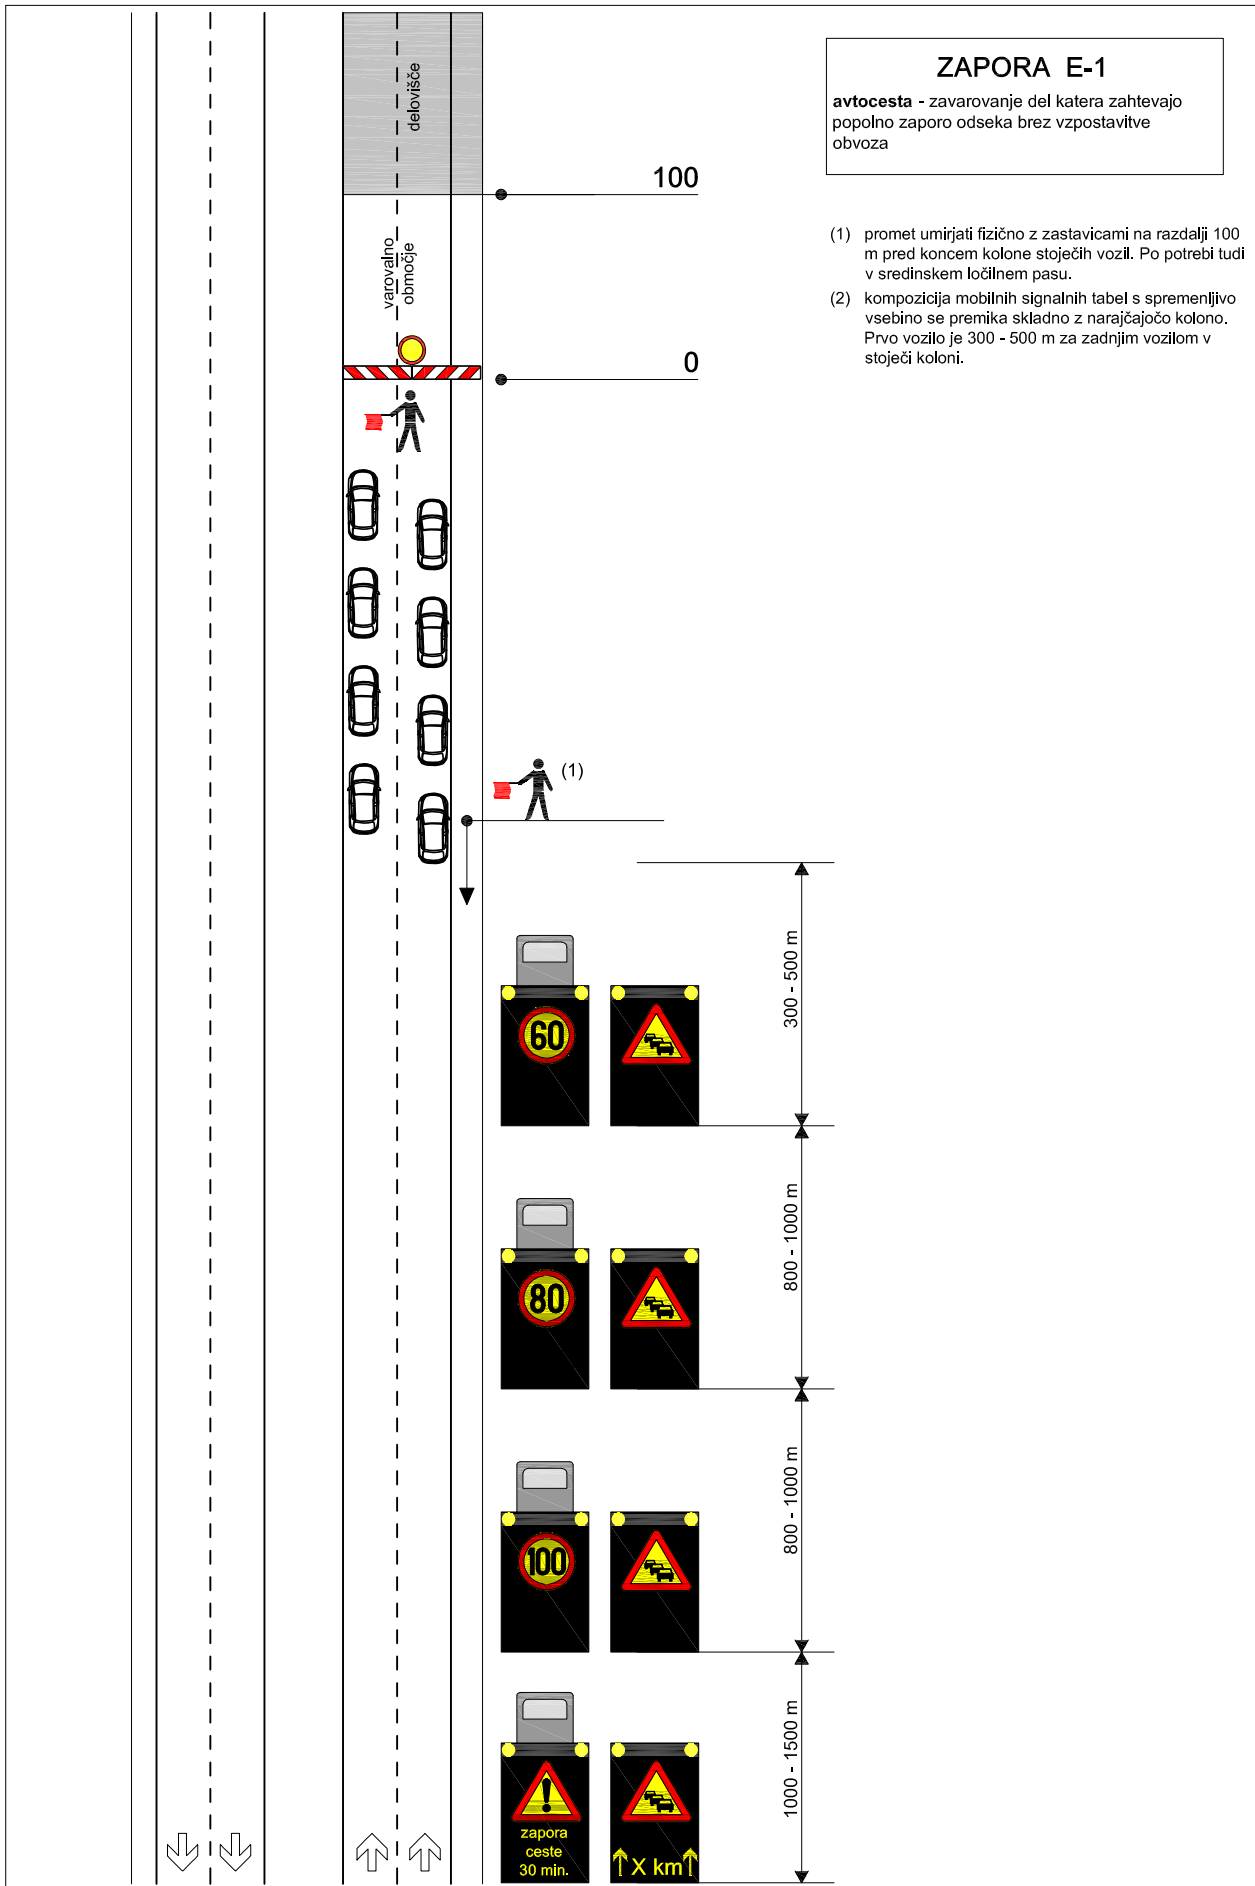 ZAPORA E-1
avtocesta - zavarovanje del katera zahtevajo
popolno zaporo odseka brez vzpostavitve
obvoza
delovišče
100
varovalno
območje
0
(1) promet umirjati fizično z zastavicami na razdalji 100
m pred koncem kolone stoječih vozil. Po potrebi tudi
v sredinskem ločilnem pasu.
(2) kompozicija mobilnih signalnih tabel s spremenljivo
vsebino se premika skladno z narajčajočo kolono.
Prvo vozilo je 300 - 500 m za zadnjim vozilom v
stoječi koloni.
(1)
300 - 500 m
60
800 - 1000 m
80
800 - 1000 m
100
1000 - 1500 m
zapora
ceste
30 min.
X km